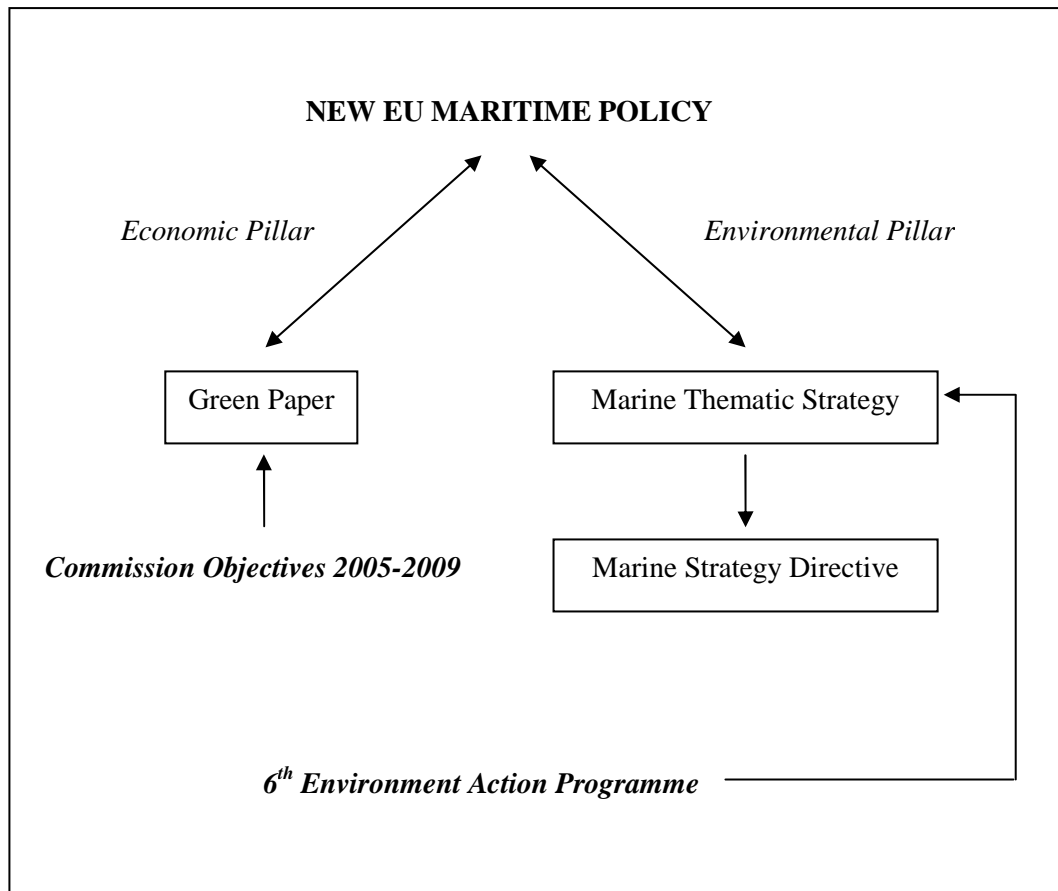 NEW EU MARITIME POLICY
Economic Pillar
Environmental Pillar
Green Paper
Marine Thematic Strategy
Commission Objectives 2005-2009
Marine Strategy Directive
6th Environment Action Programme